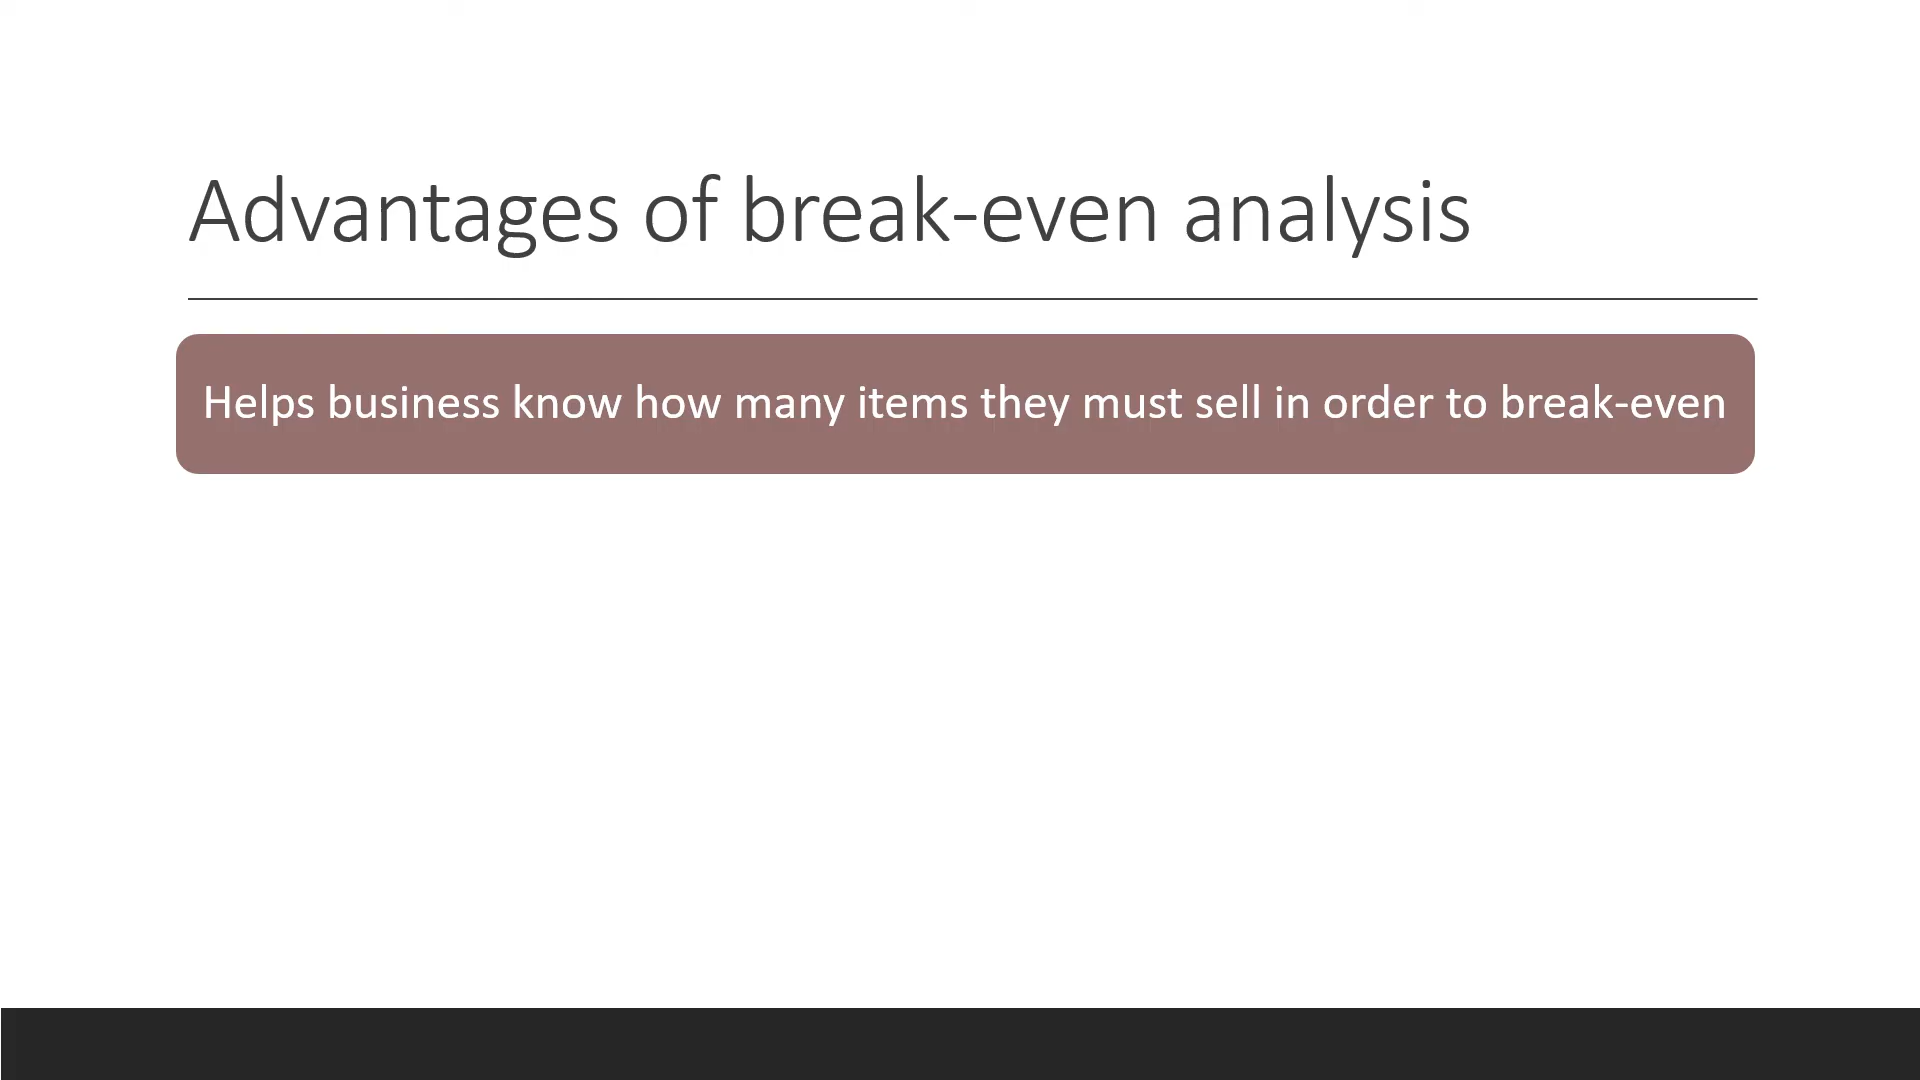 Advantages of break-even analysis
Helps business know how many items they must sell in order to break-even